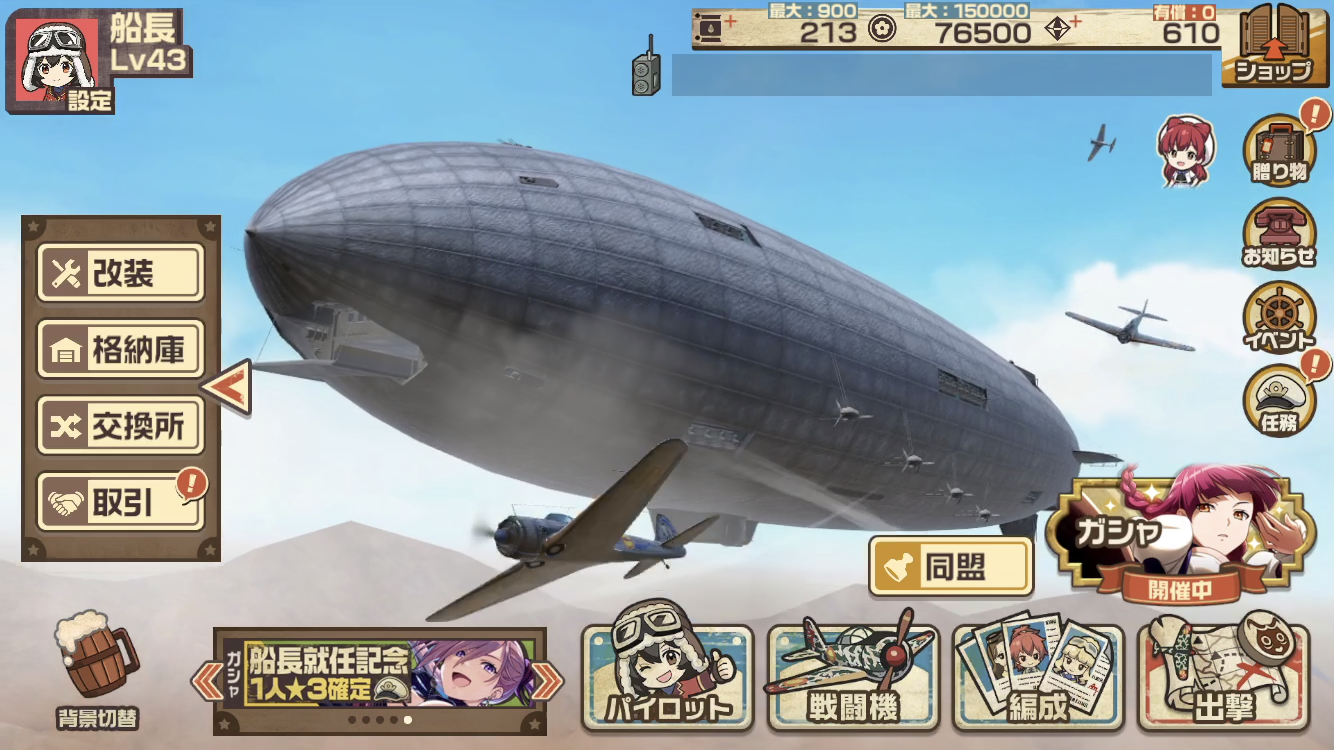 船長
Lv43
設定
最大：900
213
最大：150000
76500
有償：0
610
ショップ
贈り物
お知らせ
イベント
任務
改装
格納庫
交換所
取引
同盟
ガシャ
開催中
背景切替
ガシャ
船長就任記念
1人★3確定
パイロット
戦闘機
編成
出撃